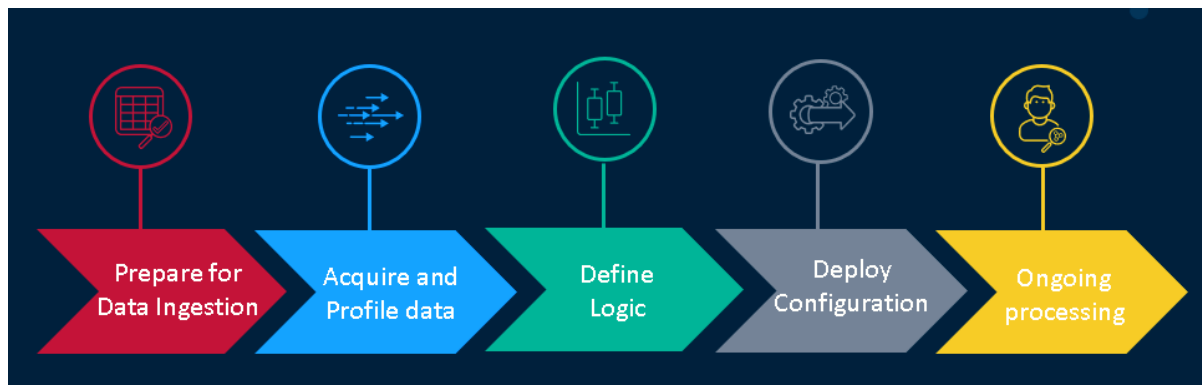 Prepare for
Data Ingestion
Acquire and
Profile data
Define
Logic
Deploy
Configuration
Ongoing
processing